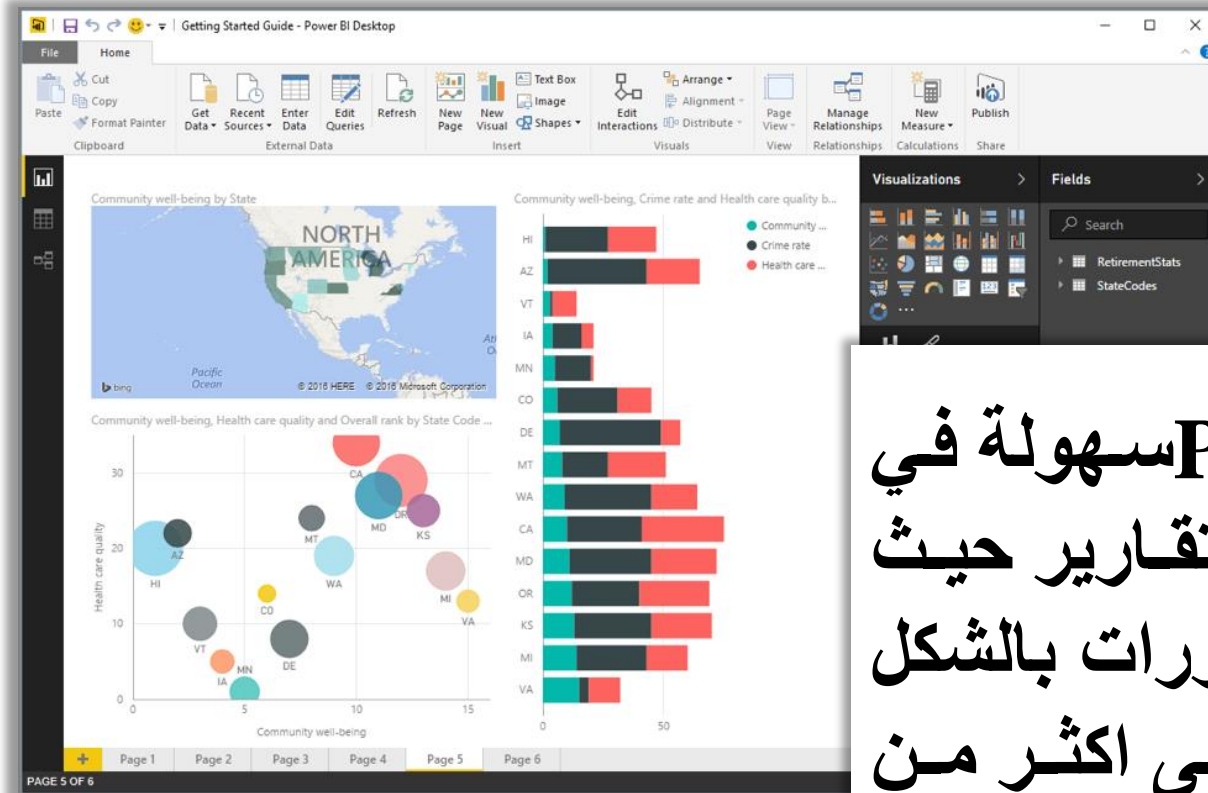 Getting Started Guide - Power BI Desktop
File
Home
Paste
Cut
Copy
Format Painter
Clipboard
Get Data
Recent Sources
Enter Data
Edit Queries
Refresh
External Data
New Page
New Visual
Text Box
Image
Shapes
Insert
Edit Interactions
Arrange
Alignment
Distribute
Visuals
Page View
View
Manage Relationships
Relationships
New Measure
Calculations
Publish
Share
Community well-being by State
NORTH AMERICA
Pacific Ocean
bing
© 2016 HERE © 2016 Microsoft Corporation
Community well-being, Health care quality and Overall rank by State Code ...
Health care quality
30
20
10
0
0
5
10
15
CA
DR
MD
KS
AZ
HI
MT
WA
MI
VA
CO
VT
DE
IA
MN
Community well-being
Community well-being, Crime rate and Health care quality b...
Community ...
Crime rate
Health care ...
HI
AZ
VT
IA
MN
CO
DE
MT
WA
CA
MD
OR
KS
MI
VA
0
50
Visualizations
Fields
Search
RetirementStats
StateCodes
Page 1
Page 2
Page 3
Page 4
Page 5
Page 6
PAGE 5 OF 6
سهولة في
حيث
بالشكل
اكثر من